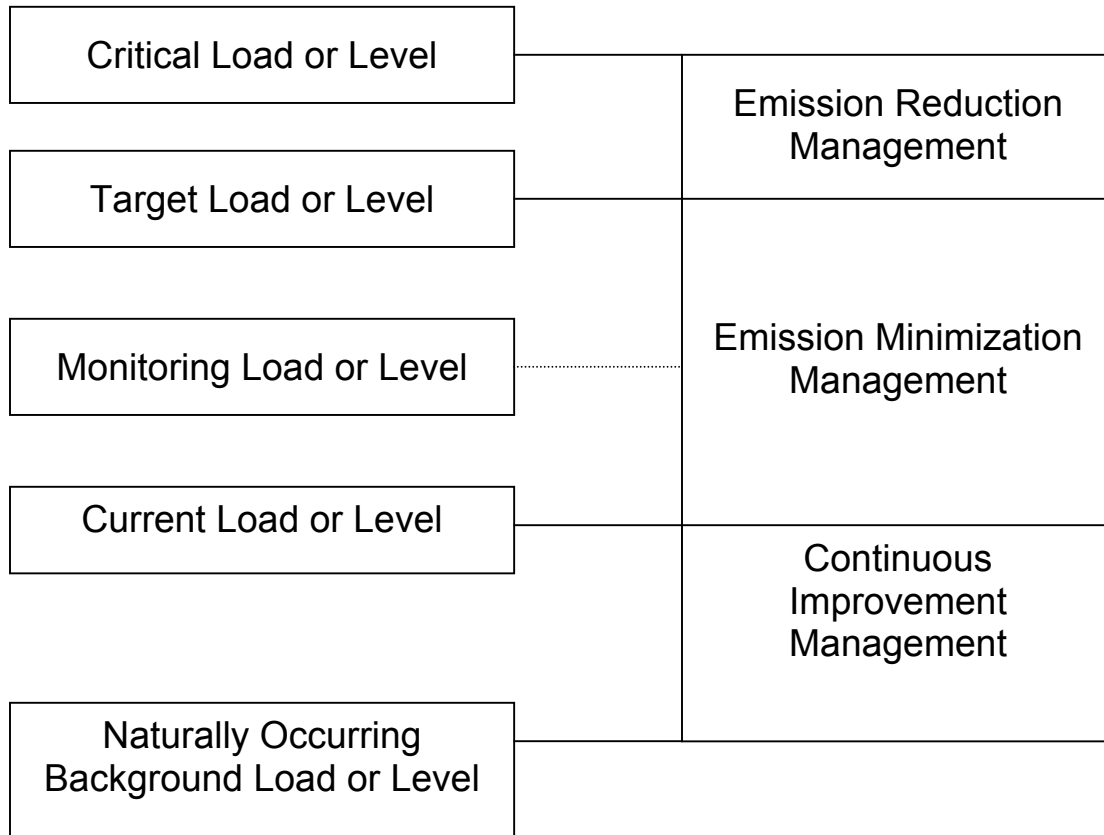 Critical Load or Level
Emission Reduction
Management
Target Load or Level
Monitoring Load or Level
Emission Minimization
Management
Current Load or Level
Continuous
Improvement
Management
Naturally Occurring
Background Load or Level